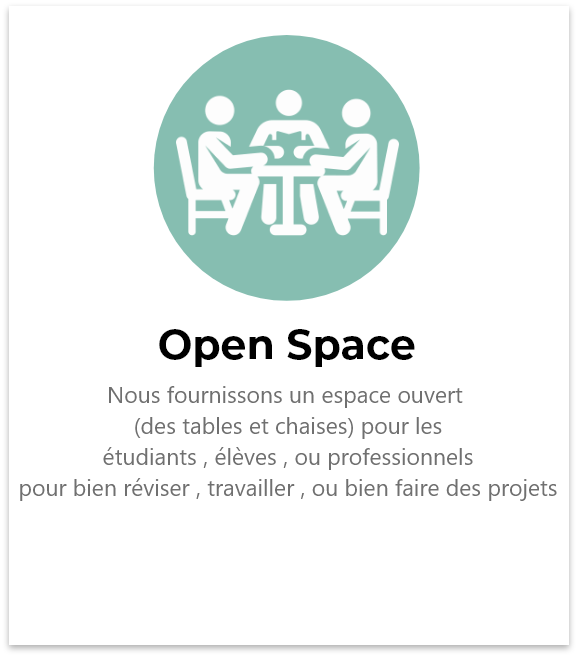 Open Space
Nous fournissons un espace ouvert
(des tables et chaises) pour les
étudiants , élèves , ou professionnels
pour bien réviser , travailler , ou bien faire des projets